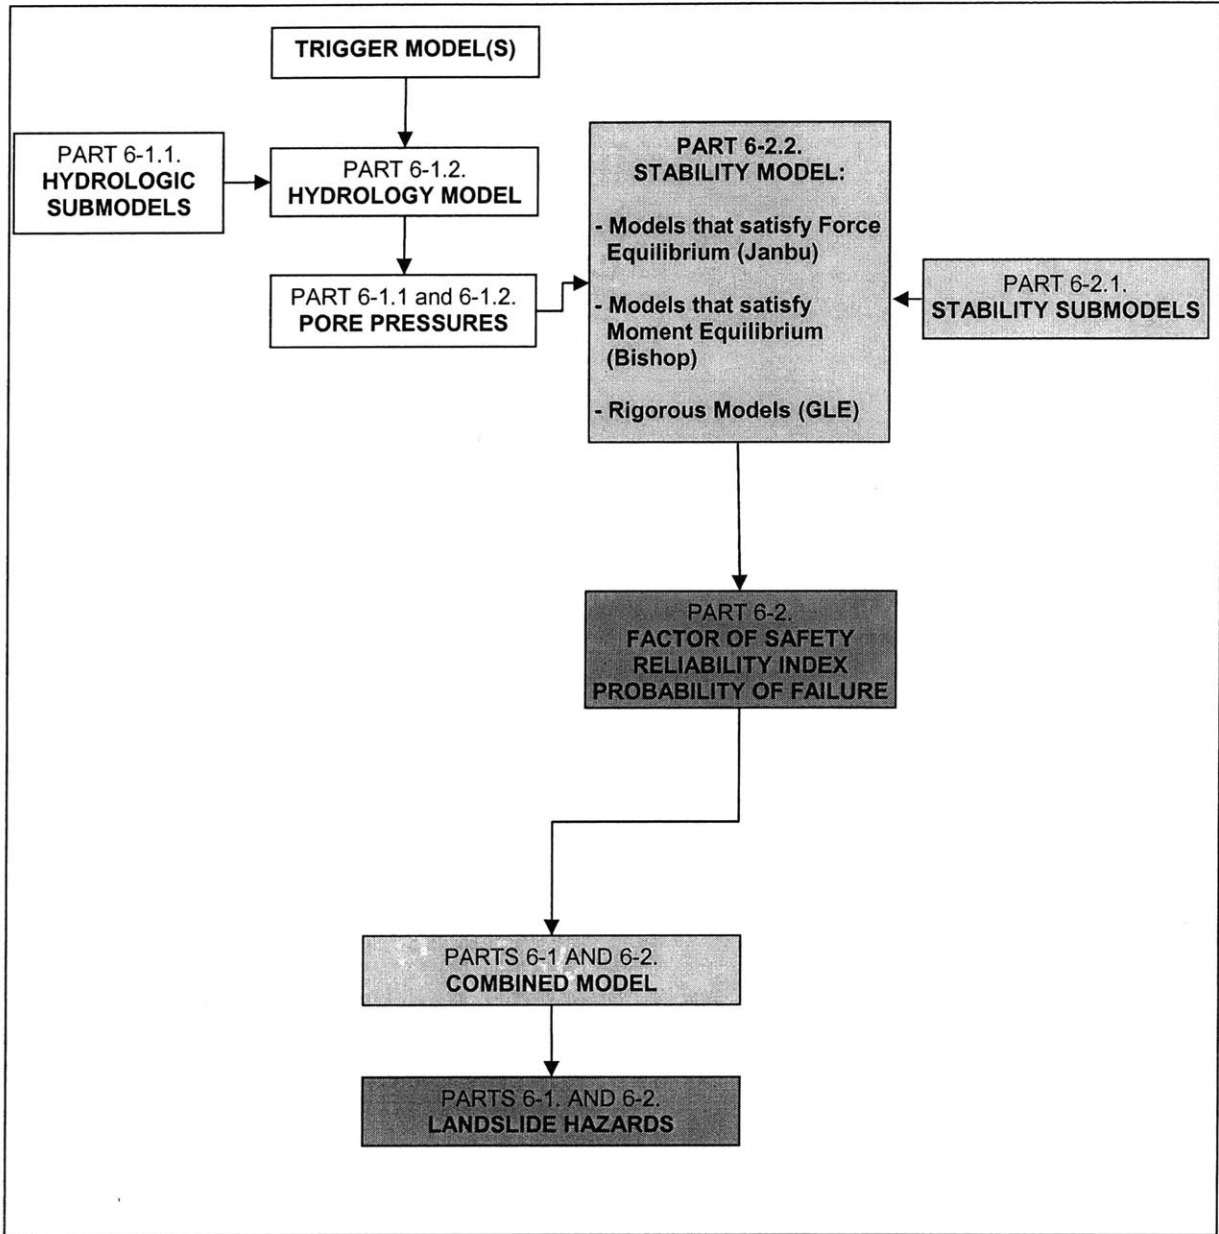 TRIGGER MODEL(S)
PART 6-1.1.
HYDROLOGIC
SUBMODELS
PART 6-1.2.
HYDROLOGY MODEL
PART 6-1.1 and 6-1.2.
PORE PRESSURES
PART 6-2.2.
STABILITY MODEL:
- Models that satisfy Force
Equilibrium (Janbu)
- Models that satisfy
Moment Equilibrium
(Bishop)
- Rigorous Models (GLE)
PART 6-2.1.
STABILITY SUBMODELS
PART 6-2.
FACTOR OF SAFETY
RELIABILITY INDEX
PROBABILITY OF FAILURE
PARTS 6-1 AND 6-2.
COMBINED MODEL
PARTS 6-1. AND 6-2.
LANDSLIDE HAZARDS